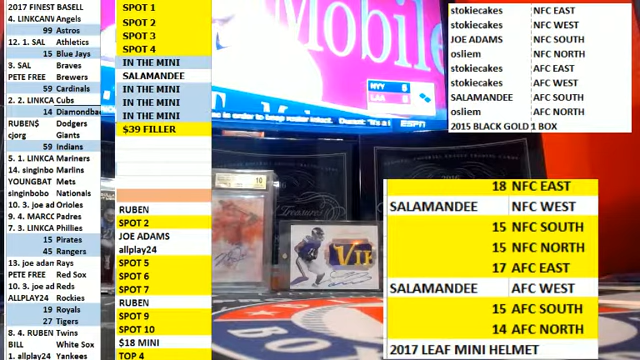 2017 FINEST BASELL
4. LINKCAN Angels
99 Astros
12. 1. SAL Athletics
15 Blue Jays
3. SAL Braves
PETE FREE Brewers
59 Cardinals
2. 2. LINKCA Cubs
14 Diamondba
RUBEN$ Dodgers
cjorg Giants
59 Indians
5. 1. LINKCA Mariners
14. singinbo Marlins
YOUNGBAT Mets
singinbobo Nationals
10. 3. joe ad Orioles
9. 4. MARCC Padres
7. 3. LINKCA Phillies
15 Pirates
45 Rangers
13. joe adam Rays
PETE FREE Red Sox
10. 3. joe ad Reds
ALLPLAY24 Rockies
19 Royals
27 Tigers
8. 4. RUBEN Twins
BILL White Sox
1. allplay24 Yankees
SPOT 1
SPOT 2
SPOT 3
SPOT 4
IN THE MINI
SALAMANDEE
IN THE MINI
IN THE MINI
IN THE MINI
$39 FILLER
RUBEN
SPOT 2
JOE ADAMS
allplay24
SPOT 5
SPOT 6
SPOT 7
RUBEN
SPOT 9
SPOT 10
$18 MINI
TOP 4
Mobile
NYY
LAA
ESPN
10
2016
Treasures
stokiecakes NFC EAST
stokiecakes NFC WEST
JOE ADAMS NFC SOUTH
osliem NFC NORTH
stokiecakes AFC EAST
stokiecakes AFC WEST
SALAMANDEE AFC SOUTH
osliem AFC NORTH
2015 BLACK GOLD 1 BOX
18 NFC EAST
SALAMANDEE NFC WEST
15 NFC SOUTH
15 NFC NORTH
17 AFC EAST
SALAMANDEE AFC WEST
15 AFC SOUTH
14 AFC NORTH
2017 LEAF MINI HELMET